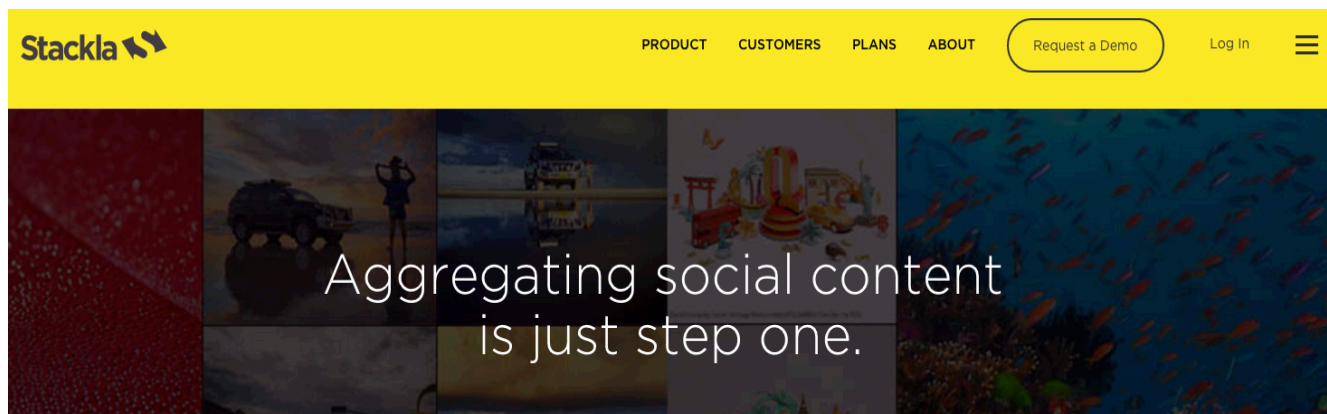 Stackla
PRODUCT CUSTOMERS PLANS ABOUT Request a Demo Log In
Aggregating social content
is just step one.